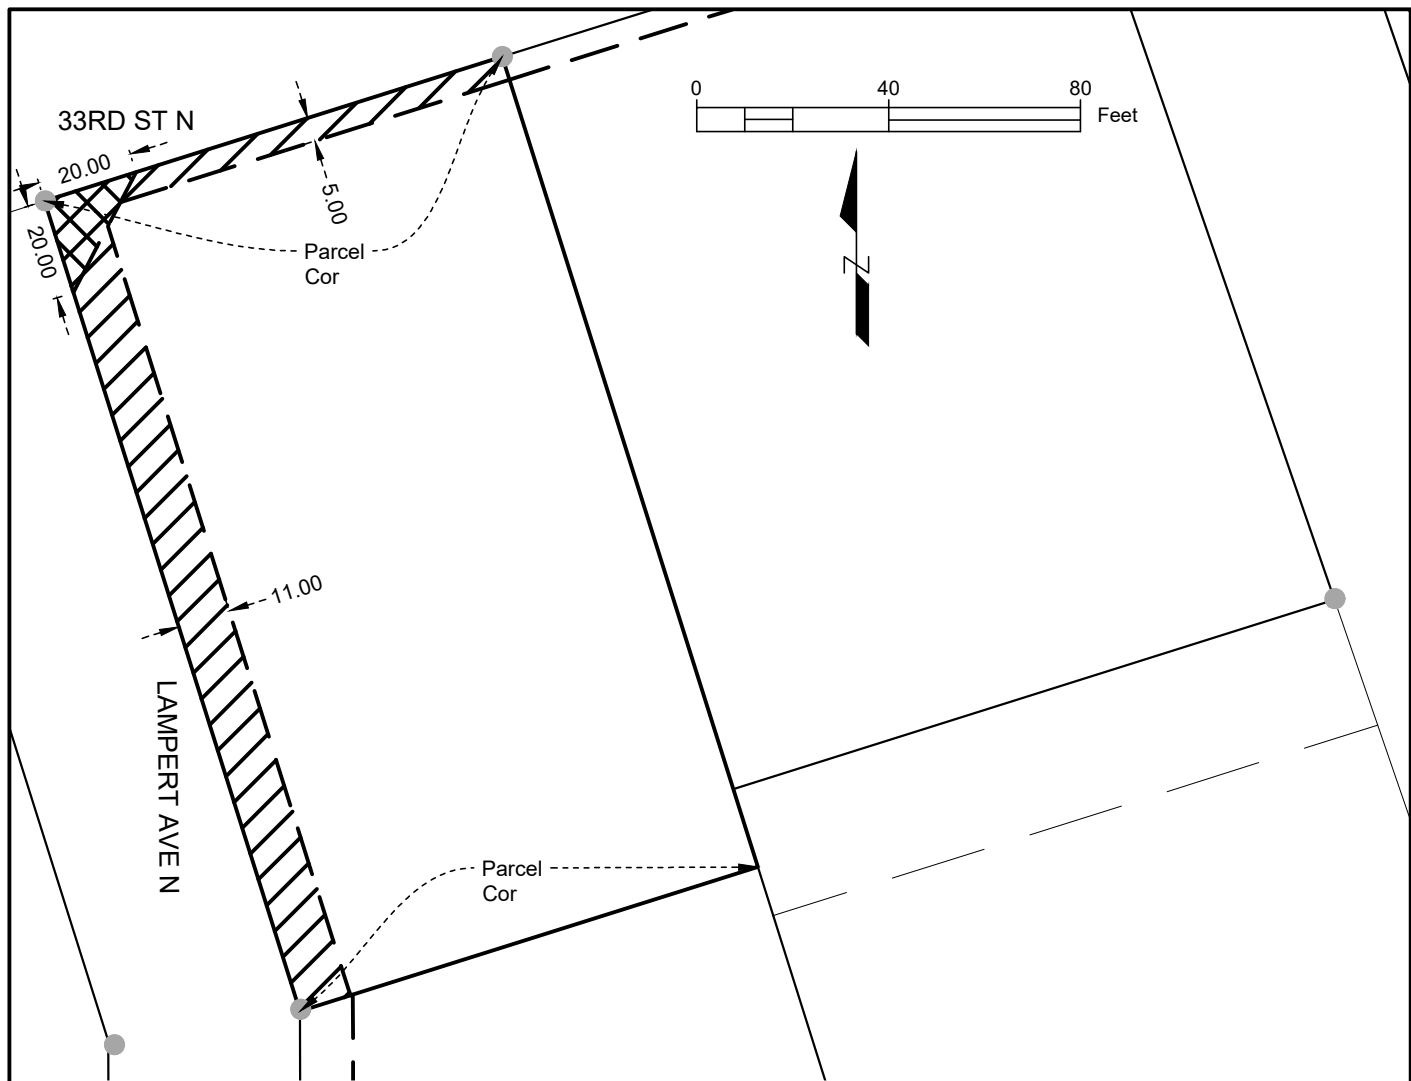 0 40 80
Feet
33RD ST N
20.00
5.00
20.00
Parcel
Cor
N
11.00
LAMPERT AVE N
Parcel
Cor